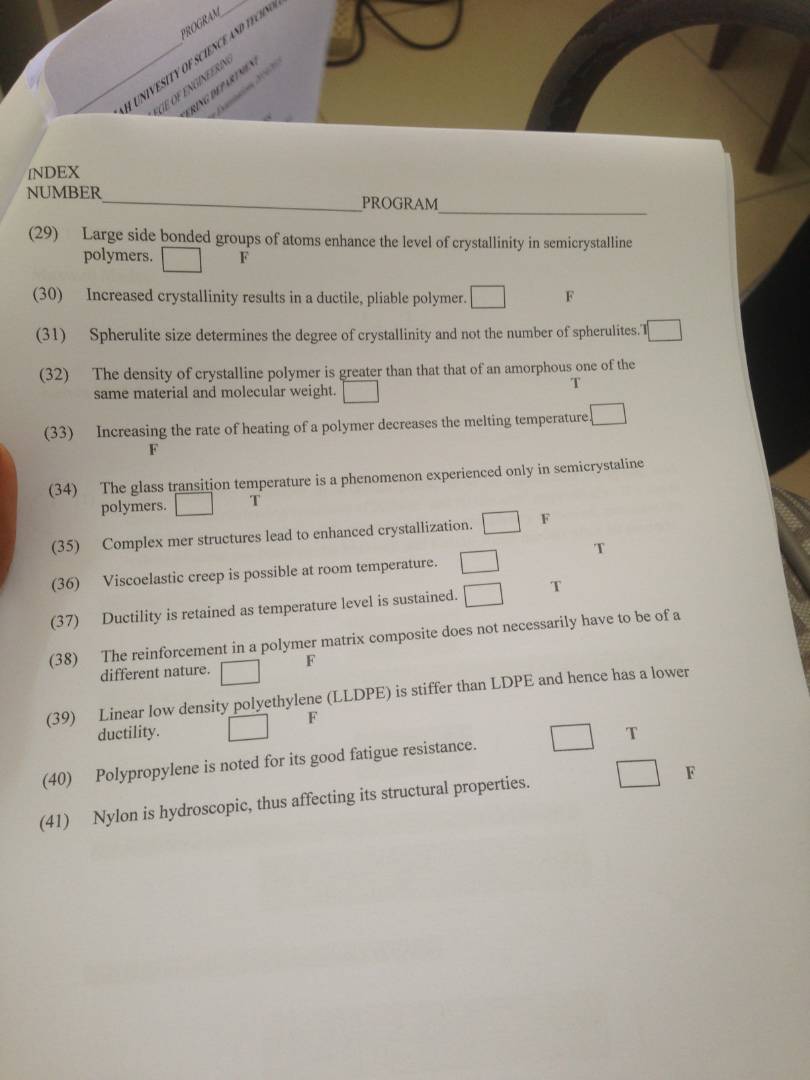 PROGRAM
AH UNIVESITY OF SCIENCE AND
EGE OF ENGINEERING
ERING DEPARTMENT
INDEX
NUMBER PROGRAM
(29) Large side bonded groups of atoms enhance the level of crystallinity in semicrystalline
polymers. F
(30) Increased crystallinity results in a ductile, pliable polymer. F
(31) Spherulite size determines the degree of crystallinity and not the number of spherulites.T
(32) The density of crystalline polymer is greater than that that of an amorphous one of the
same material and molecular weight. T
(33) Increasing the rate of heating of a polymer decreases the melting temperature.
F
(34) The glass transition temperature is a phenomenon experienced only in semicrystaline
polymers. T
(35) Complex mer structures lead to enhanced crystallization. F
(36) Viscoelastic creep is possible at room temperature. T
(37) Ductility is retained as temperature level is sustained. T
(38) The reinforcement in a polymer matrix composite does not necessarily have to be of a
different nature. F
(39) Linear low density polyethylene (LLDPE) is stiffer than LDPE and hence has a lower
ductility. F
(40) Polypropylene is noted for its good fatigue resistance. T
(41) Nylon is hydroscopic, thus affecting its structural properties. F